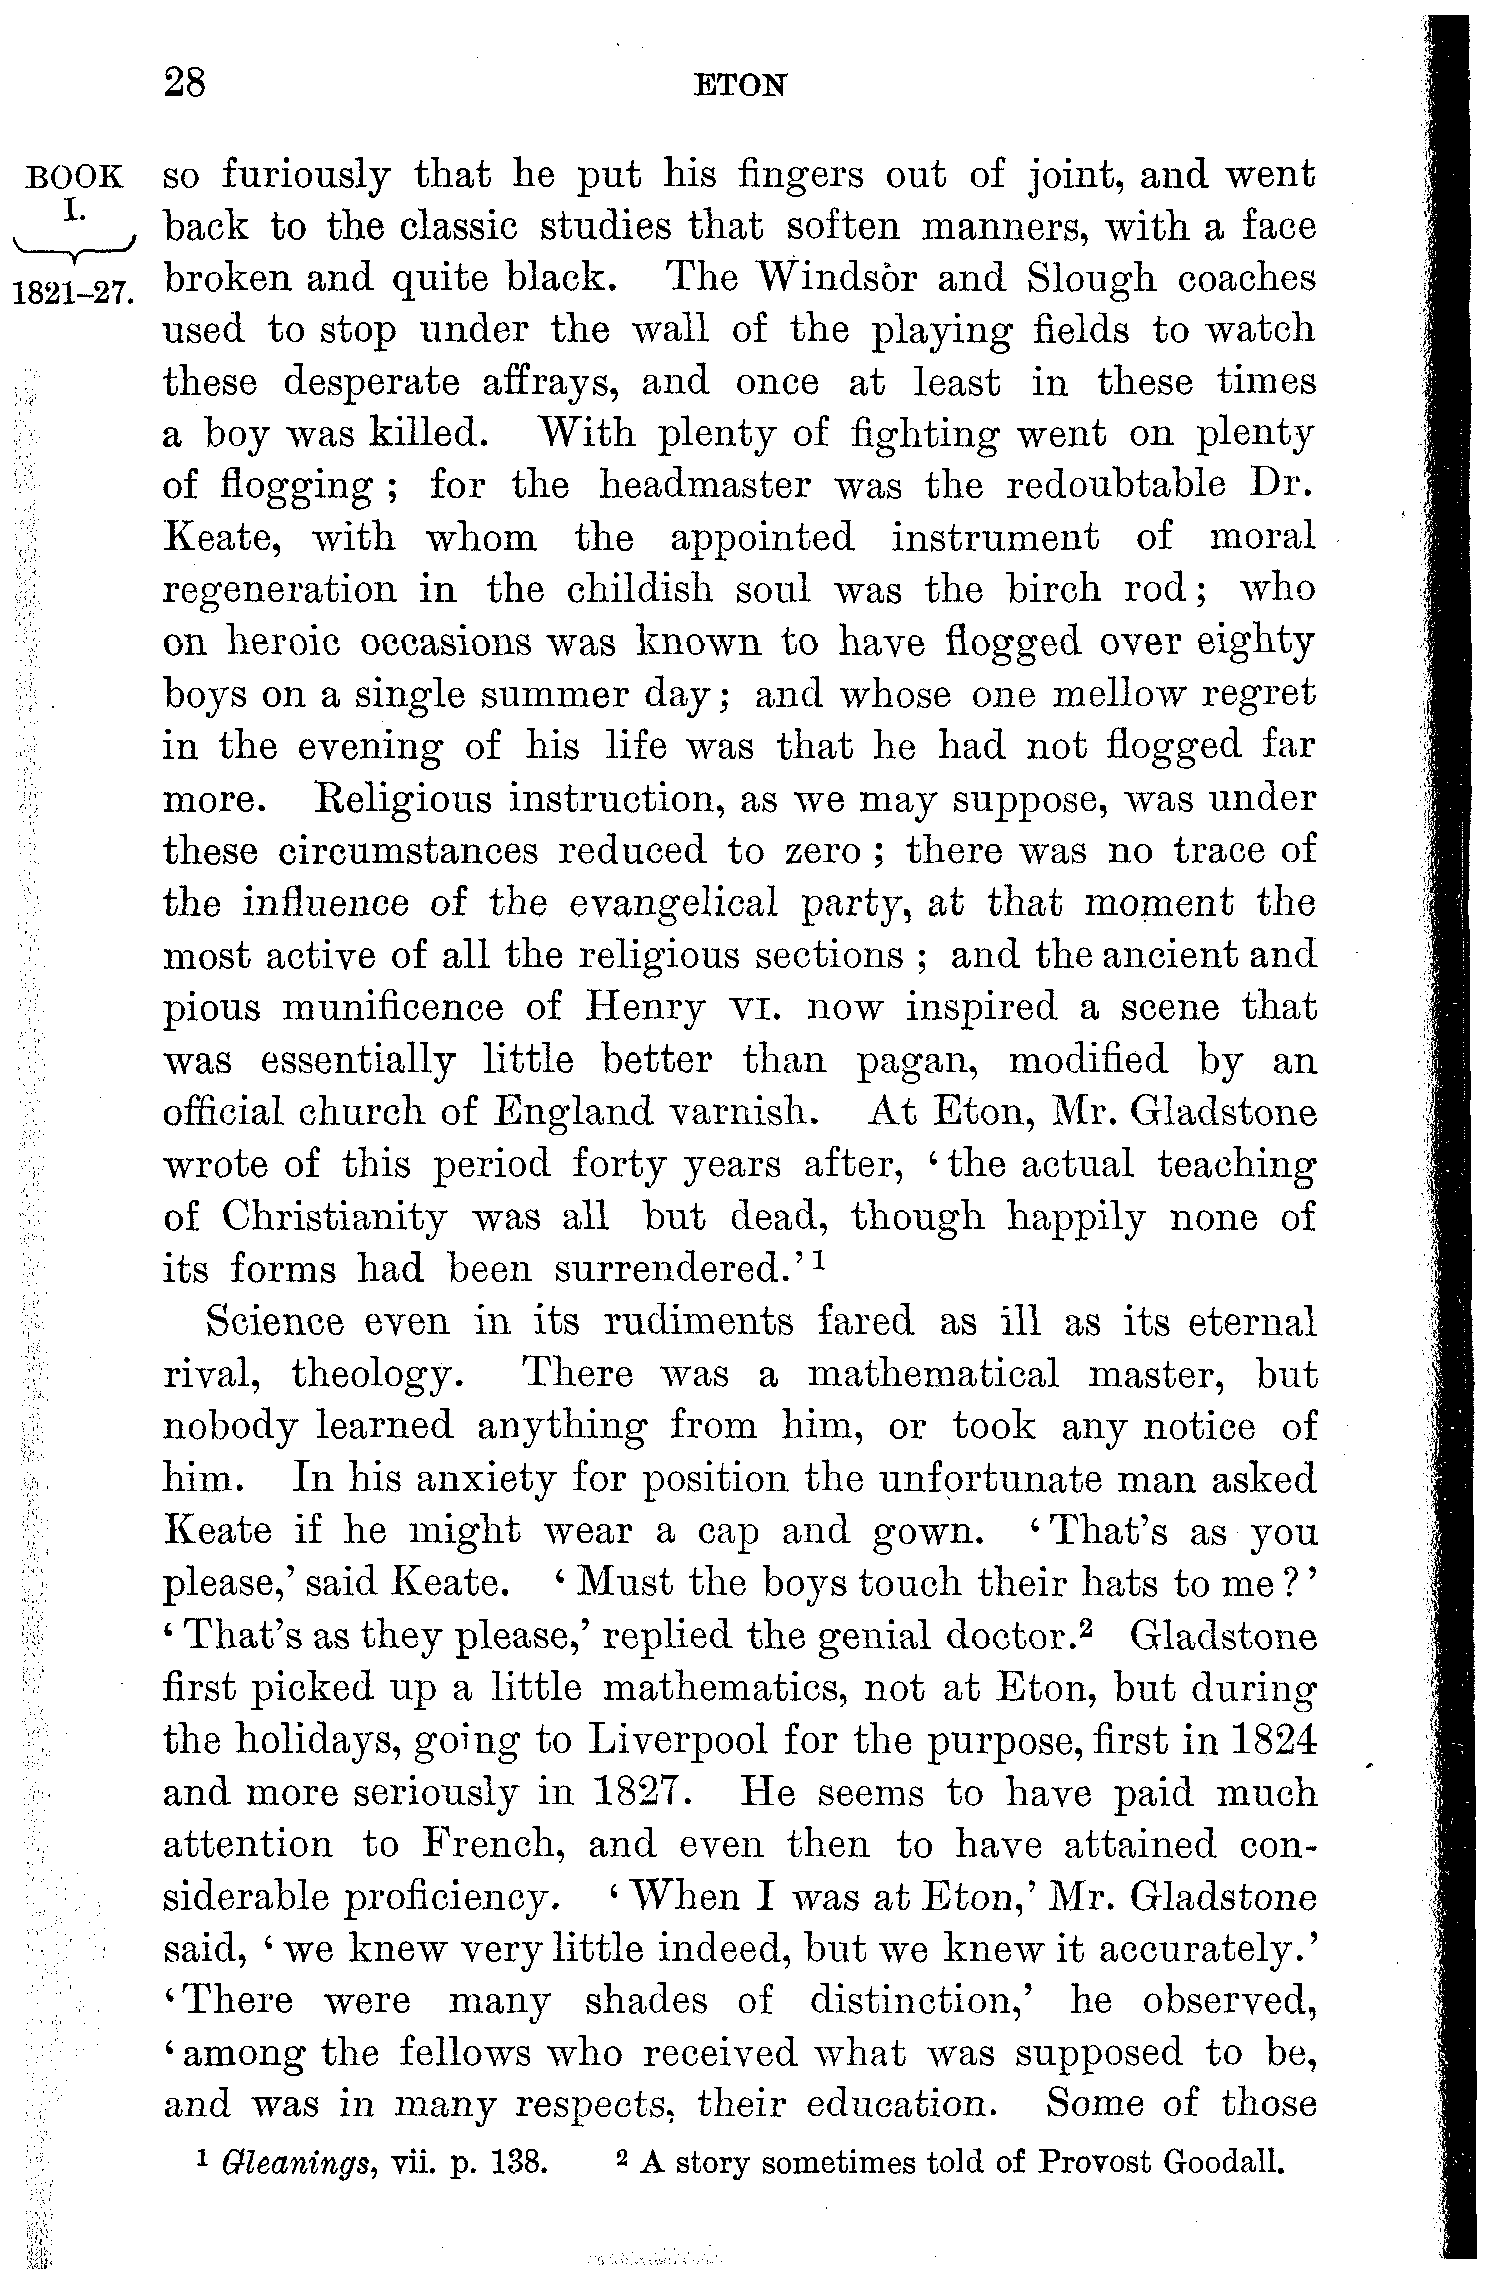 28 ETON
BOOK
I.
1821–27.
so furiously that he put his fingers out of joint, and went
back to the classic studies that soften manners, with a face
broken and quite black. The Windsor and Slough coaches
used to stop under the wall of the playing fields to watch
these desperate affrays, and once at least in these times
a boy was killed. With plenty of fighting went on plenty
of flogging ; for the headmaster was the redoubtable Dr.
Keate, with whom the appointed instrument of moral
regeneration in the childish soul was the birch rod; who
on heroic occasions was known to have flogged over eighty
boys on a single summer day; and whose one mellow regret
in the evening of his life was that he had not flogged far
more. Religious instruction, as we may suppose, was under
these circumstances reduced to zero ; there was no trace of
the influence of the evangelical party, at that moment the
most active of all the religious sections ; and the ancient and
pious munificence of Henry VI. now inspired a scene that
was essentially little better than pagan, modified by an
official church of England varnish. At Eton, Mr. Gladstone
wrote of this period forty years after, ‘the actual teaching
of Christianity was all but dead, though happily none of
its forms had been surrendered.’¹
Science even in its rudiments fared as ill as its eternal
rival, theology. There was a mathematical master, but
nobody learned anything from him, or took any notice of
him. In his anxiety for position the unfortunate man asked
Keate if he might wear a cap and gown. ‘That’s as you
please,’ said Keate. ‘Must the boys touch their hats to me?’
‘That’s as they please,’ replied the genial doctor.² Gladstone
first picked up a little mathematics, not at Eton, but during
the holidays, going to Liverpool for the purpose, first in 1824
and more seriously in 1827. He seems to have paid much
attention to French, and even then to have attained con-
siderable proficiency. ‘When I was at Eton,’ Mr. Gladstone
said, ‘we knew very little indeed, but we knew it accurately.’
‘There were many shades of distinction,’ he observed,
‘among the fellows who received what was supposed to be,
and was in many respects, their education. Some of those
¹ Gleanings, vii. p. 138. ² A story sometimes told of Provost Goodall.